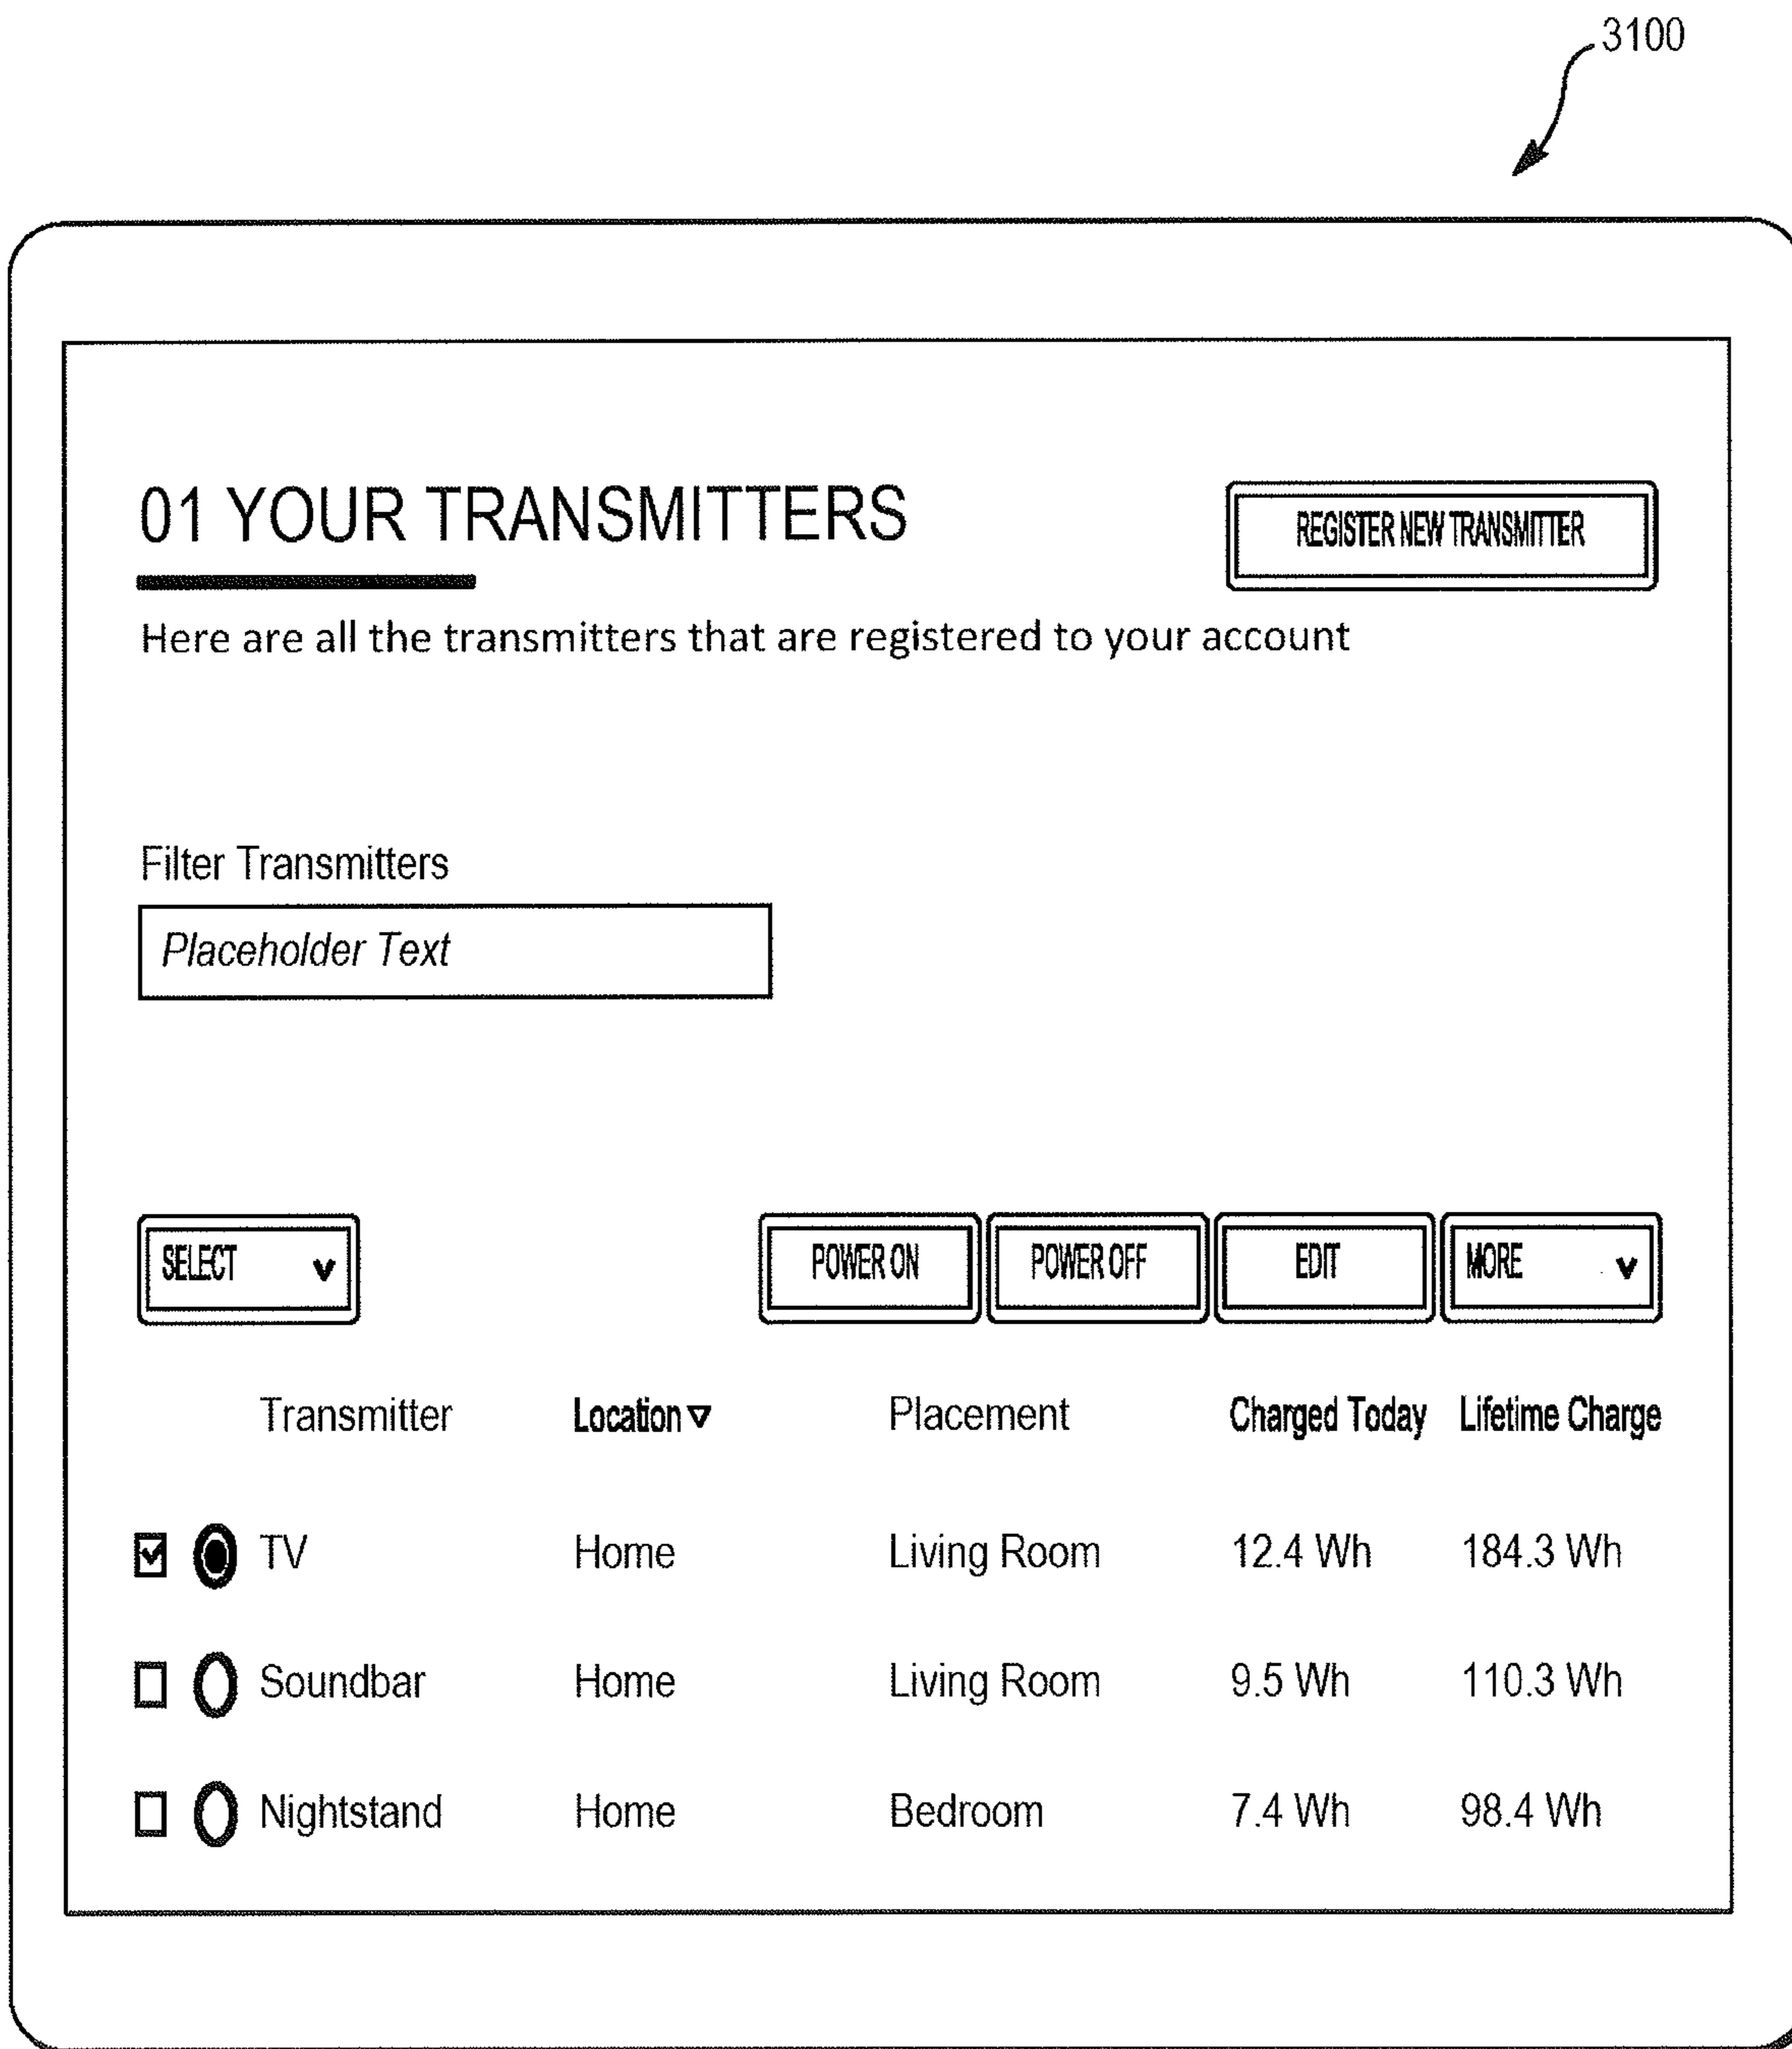 3100
01 YOUR TRANSMITTERS
REGISTER NEW TRANSMITTER
Here are all the transmitters that are registered to your account
Filter Transmitters
Placeholder Text
SELECT POWER ON POWER OFF EDIT MORE
Transmitter Location Placement Charged Today Lifetime Charge
TV Home Living Room 12.4 Wh 184.3 Wh
Soundbar Home Living Room 9.5 Wh 110.3 Wh
Nightstand Home Bedroom 7.4 Wh 98.4 Wh